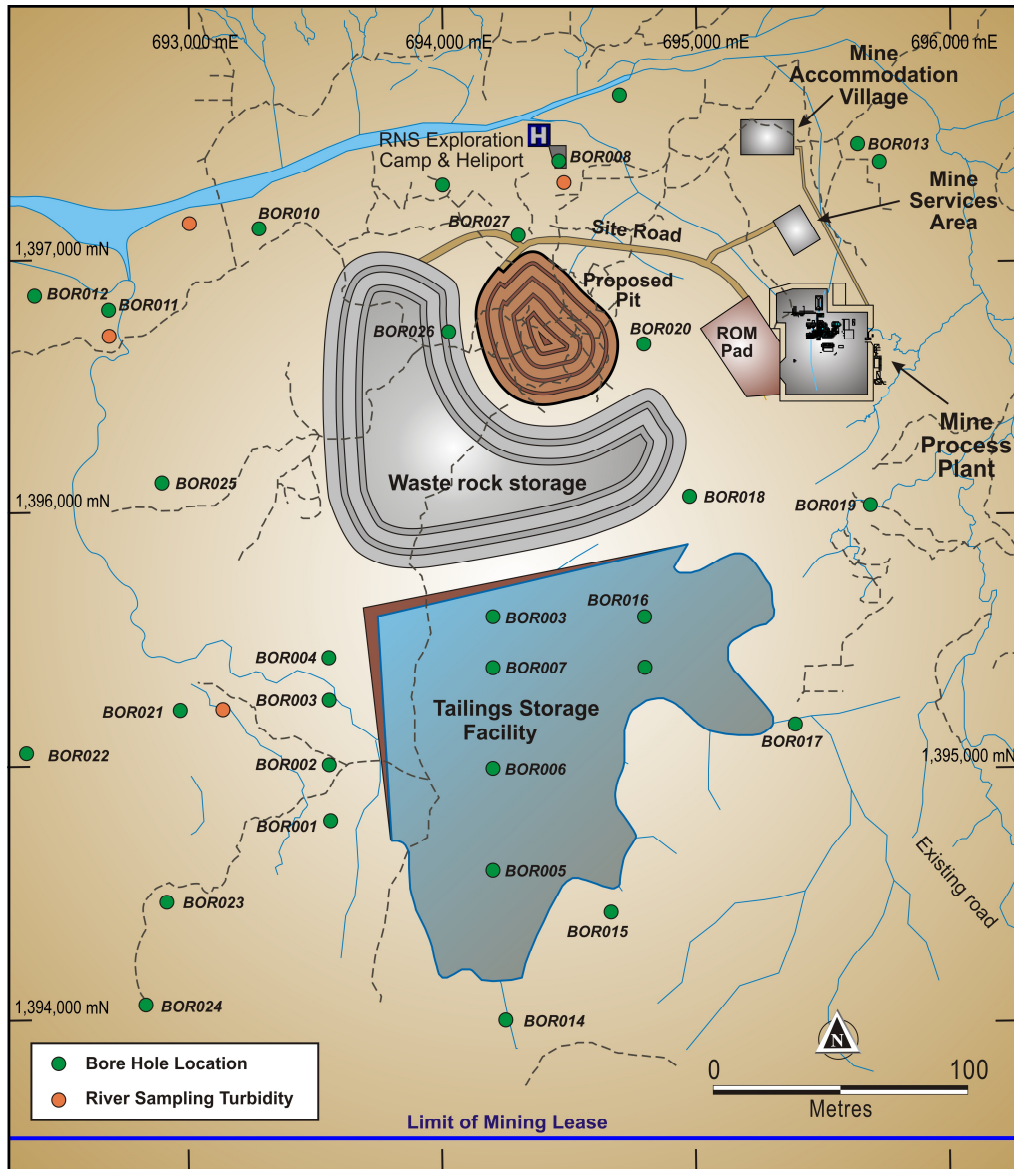 693,000 mE
694,000 mE
695,000 mE
696,000 mE
Mine
Accommodation
Village
H
RNS Exploration
Camp & Heliport
BOR008
BOR013
Mine
Services
Area
BOR010
BOR027
Site Road
1,397,000 mN
Proposed
Pit
BOR012
BOR011
BOR026
BOR020
ROM
Pad
Mine
Process
Plant
Waste rock storage
BOR025
BOR018
BOR019
1,396,000 mN
BOR016
BOR003
BOR004
BOR007
BOR003
BOR021
Tailings Storage
Facility
BOR017
BOR022
BOR002
BOR006
1,395,000 mN
BOR001
BOR005
Existing road
BOR023
BOR015
BOR024
1,394,000 mN
BOR014
N
Bore Hole Location
River Sampling Turbidity
0
100
Metres
Limit of Mining Lease